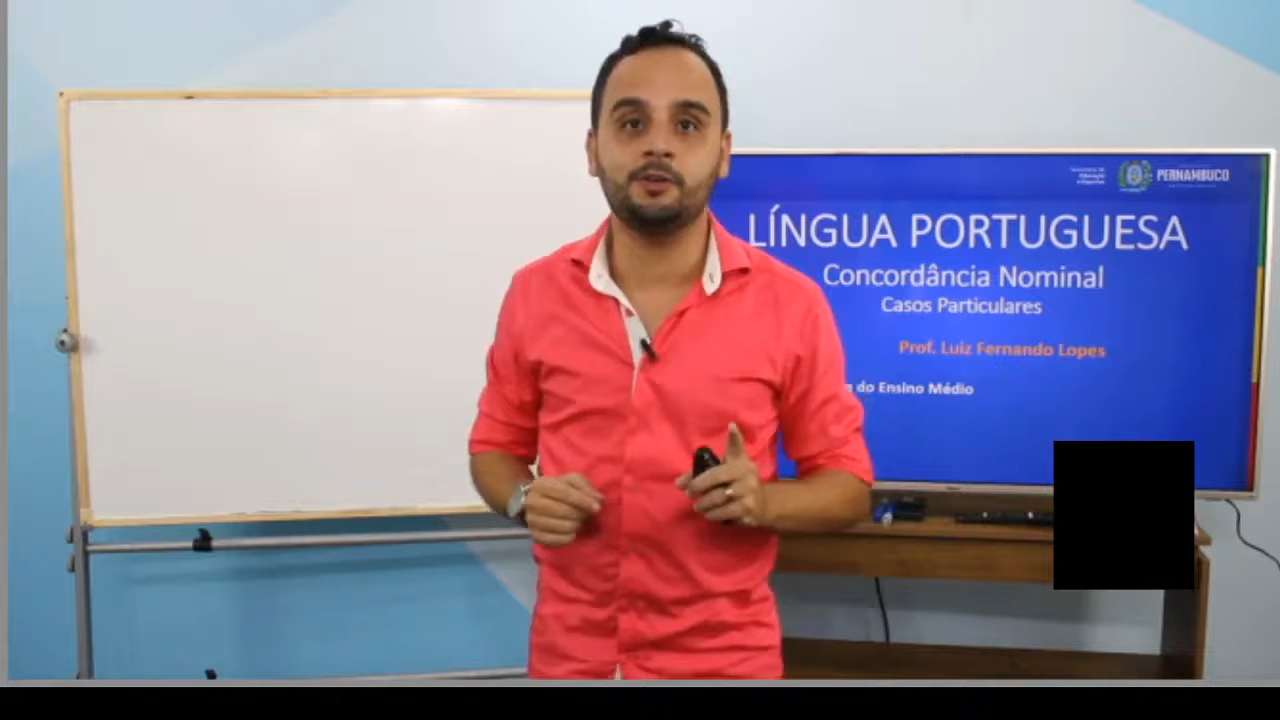 PERNAMBUCO
LÍNGUA PORTUGUESA
Concordância Nominal
Casos Particulares
Prof. Luiz Fernando Lopes
do Ensino Médio